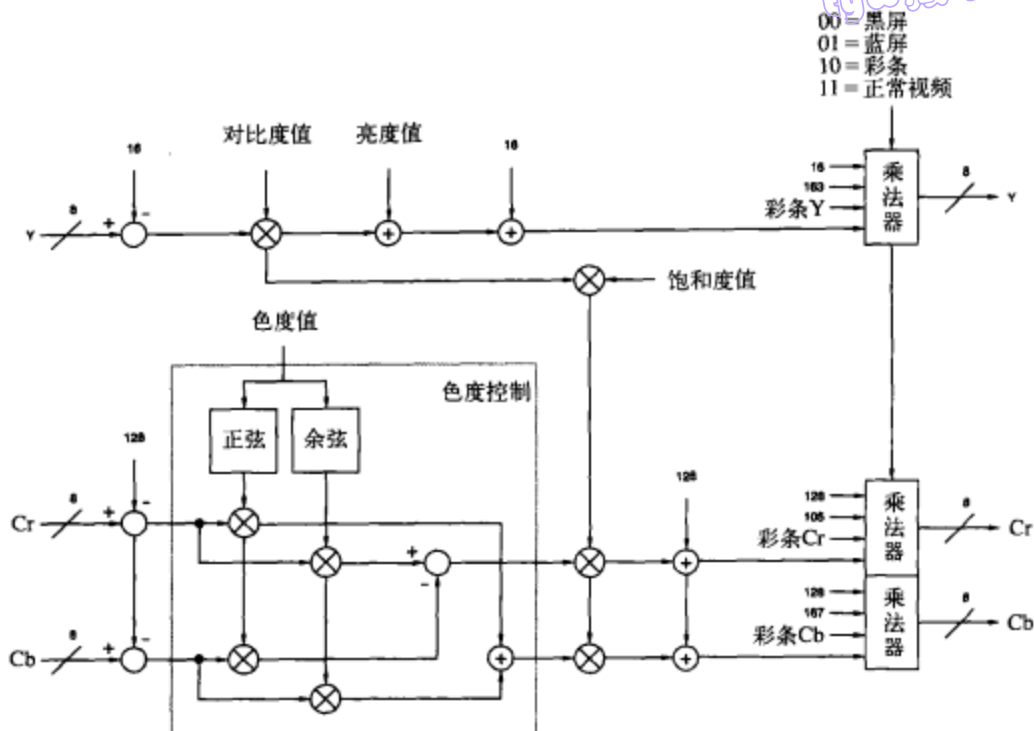 00 = 黑屏
01 = 蓝屏
10 = 彩条
11 = 正常视频
16
对比度值
亮度值
16
8
+
-
Y
16
163
彩条Y
乘法器
8
Y
饱和度值
色度值
色度控制
正弦
余弦
128
8
+
-
Cr
+
-
128
128
105
彩条Cr
乘法器
8
Cr
8
+
-
Cb
128
167
彩条Cb
乘法器
8
Cb